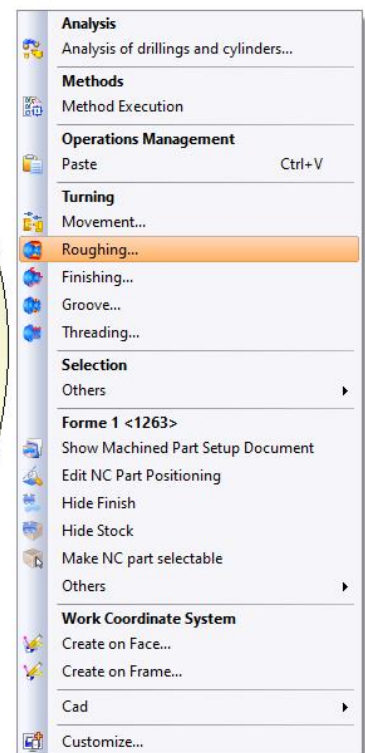 Analysis
Analysis of drillings and cylinders...
Methods
Method Execution
Operations Management
Paste Ctrl+V
Turning
Movement...
Roughing...
Finishing...
Groove...
Threading...
Selection
Others
Forme 1 <1263>
Show Machined Part Setup Document
Edit NC Part Positioning
Hide Finish
Hide Stock
Make NC part selectable
Others
Work Coordinate System
Create on Face...
Create on Frame...
Cad
Customize...